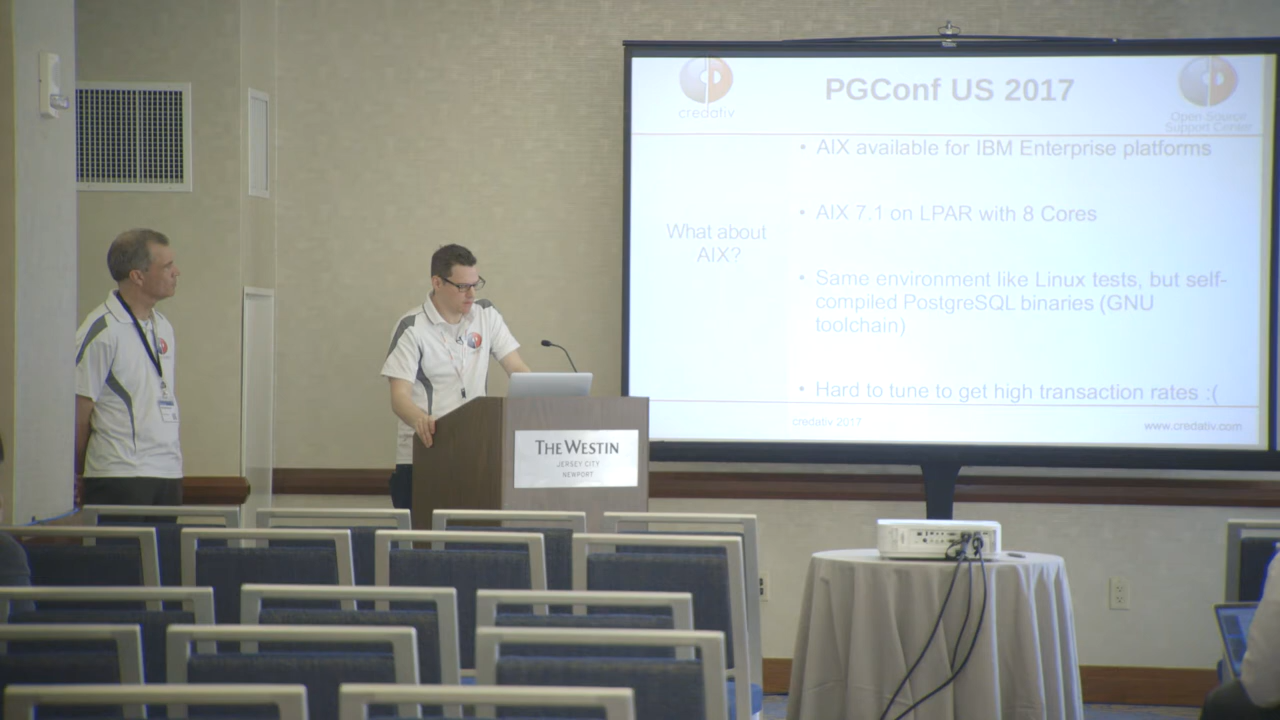 credativ
PGConf US 2017
Open Source
Support Center
What about
AIX?
• AIX available for IBM Enterprise platforms
• AIX 7.1 on LPAR with 8 Cores
• Same environment like Linux tests, but self-
compiled PostgreSQL binaries (GNU
toolchain)
• Hard to tune to get high transaction rates :(
credativ 2017
www.credativ.com
THE WESTIN
JERSEY CITY
NEWPORT